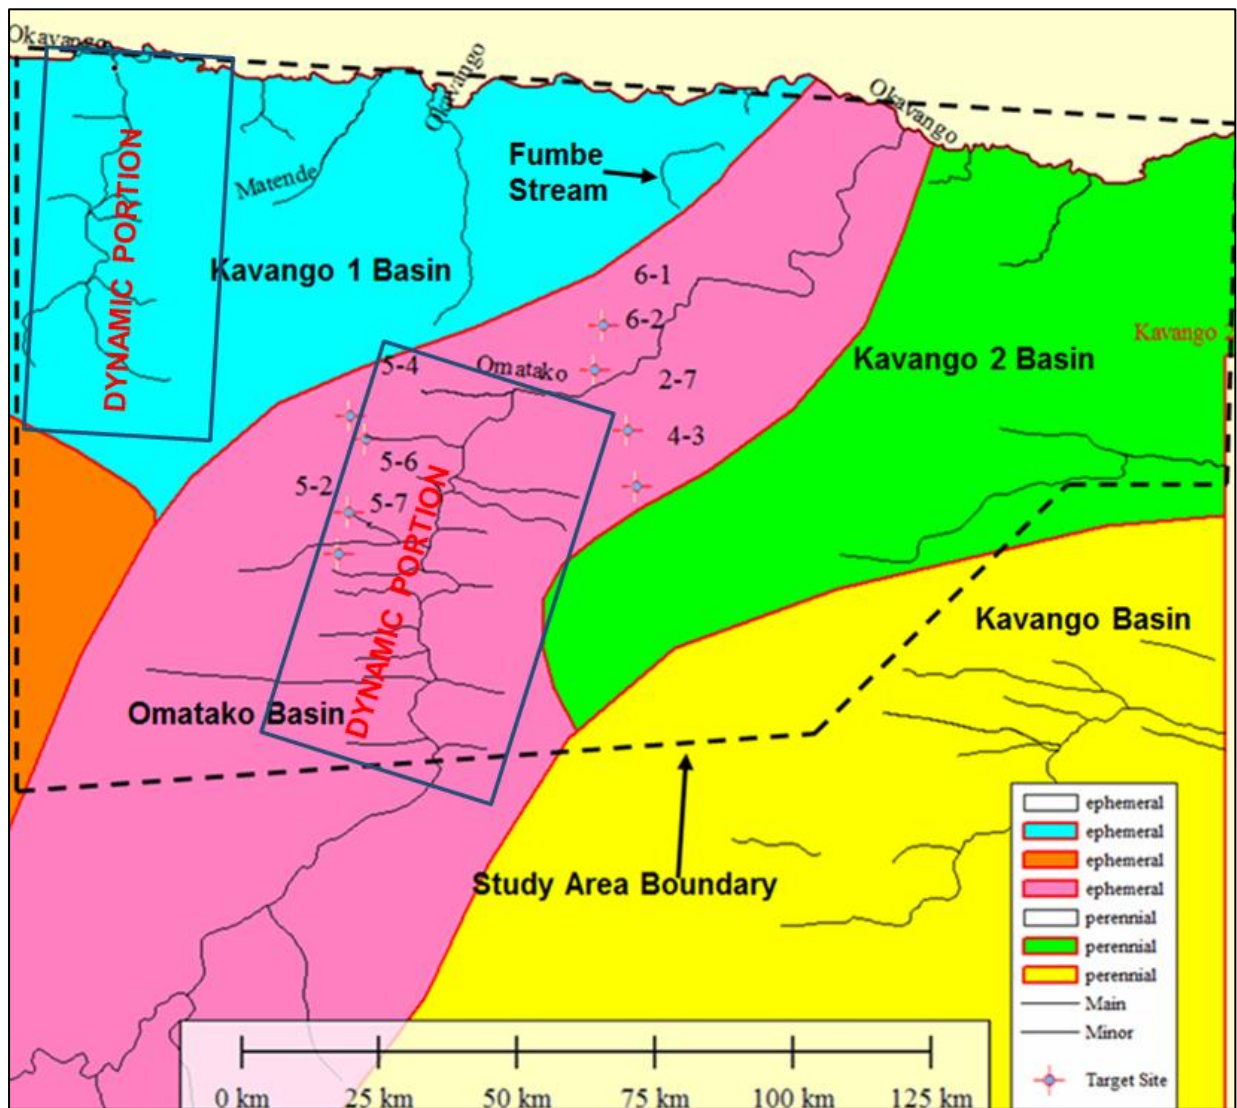 Okavango
Okavango
Okavango
Fumbe
Stream
Matende
DYNAMIC PORTION
Kavango 1 Basin
6-1
6-2
Kavango 2
Kavango 2 Basin
5-4
Omatako
2-7
4-3
5-6
5-2
5-7
DYNAMIC PORTION
Kavango Basin
Omatako Basin
Study Area Boundary
ephemeral
ephemeral
ephemeral
ephemeral
perennial
perennial
perennial
Main
Minor
Target Site
0 km
25 km
50 km
75 km
100 km
125 km